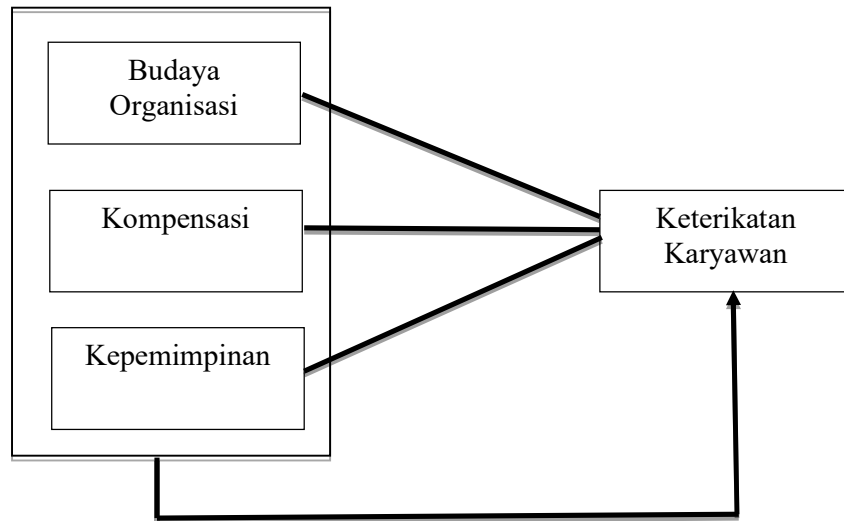 Budaya
Organisasi
Kompensasi
Kepemimpinan
Keterikatan
Karyawan